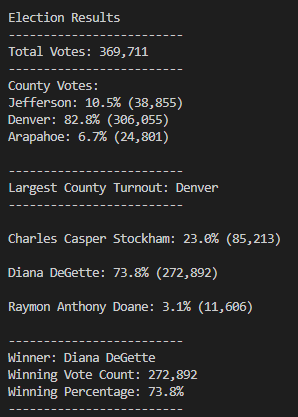 Election Results
-------------------------
Total Votes: 369,711
-------------------------
County Votes:
Jefferson: 10.5% (38,855)
Denver: 82.8% (306,055)
Arapahoe: 6.7% (24,801)
-------------------------
Largest County Turnout: Denver
-------------------------
Charles Casper Stockham: 23.0% (85,213)
Diana DeGette: 73.8% (272,892)
Raymon Anthony Doane: 3.1% (11,606)
-------------------------
Winner: Diana DeGette
Winning Vote Count: 272,892
Winning Percentage: 73.8%
-------------------------